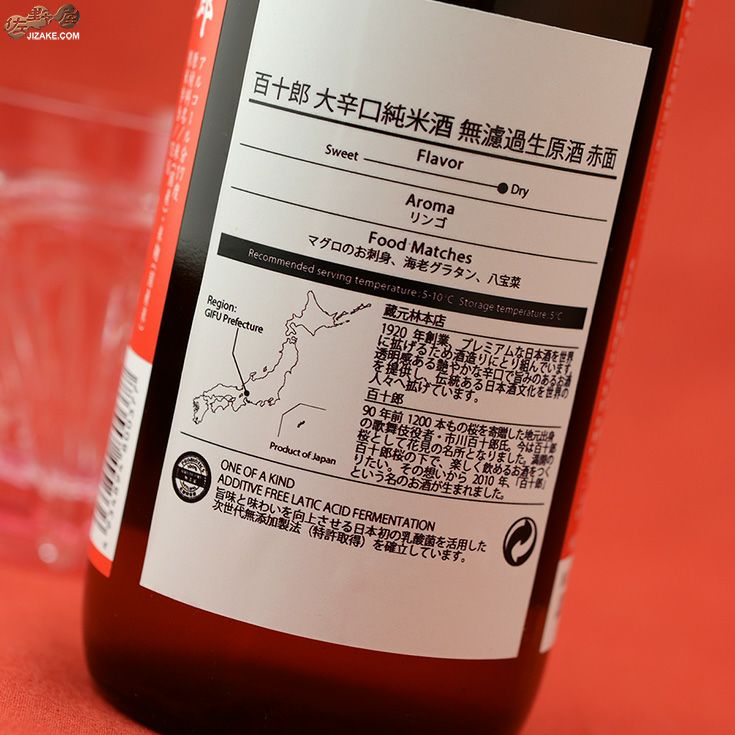 佐野屋
JIZAKE.COM
百十郎 大辛口純米酒 無濾過生原酒 赤面
Flavor
Sweet
Dry
Aroma
リンゴ
Food Matches
マグロのお刺身、海老グラタン、八宝菜
Recommended serving temperature: 5-10℃ Storage temperature: 5℃
Region:
GIFU Prefecture
Product of Japan
蔵元林本店
1920 年創業、プレミアムな日本酒を世界
に拡げるため酒造りにとり組んでいます。
透明感ある艶やかな辛口で旨みのあるお酒
を提供し、伝統ある日本酒文化を世界の
人々へ拡げています。
百十郎
90 年前 1200 本もの桜を寄贈した地元出身
の歌舞伎役者・市川百十郎氏。今は百十郎
桜として花見の名所となりました。満開の
百十郎桜の下で、楽しく飲めるお酒をつく
りたい。その想いから 2010 年、「百十郎」
という名のお酒が生まれました。
ONE OF A KIND
ADDITIVE FREE LATIC ACID FERMENTATION
旨味と味わいを向上させる日本初の乳酸菌を活用した
次世代無添加製法（特許取得）を確立しています。